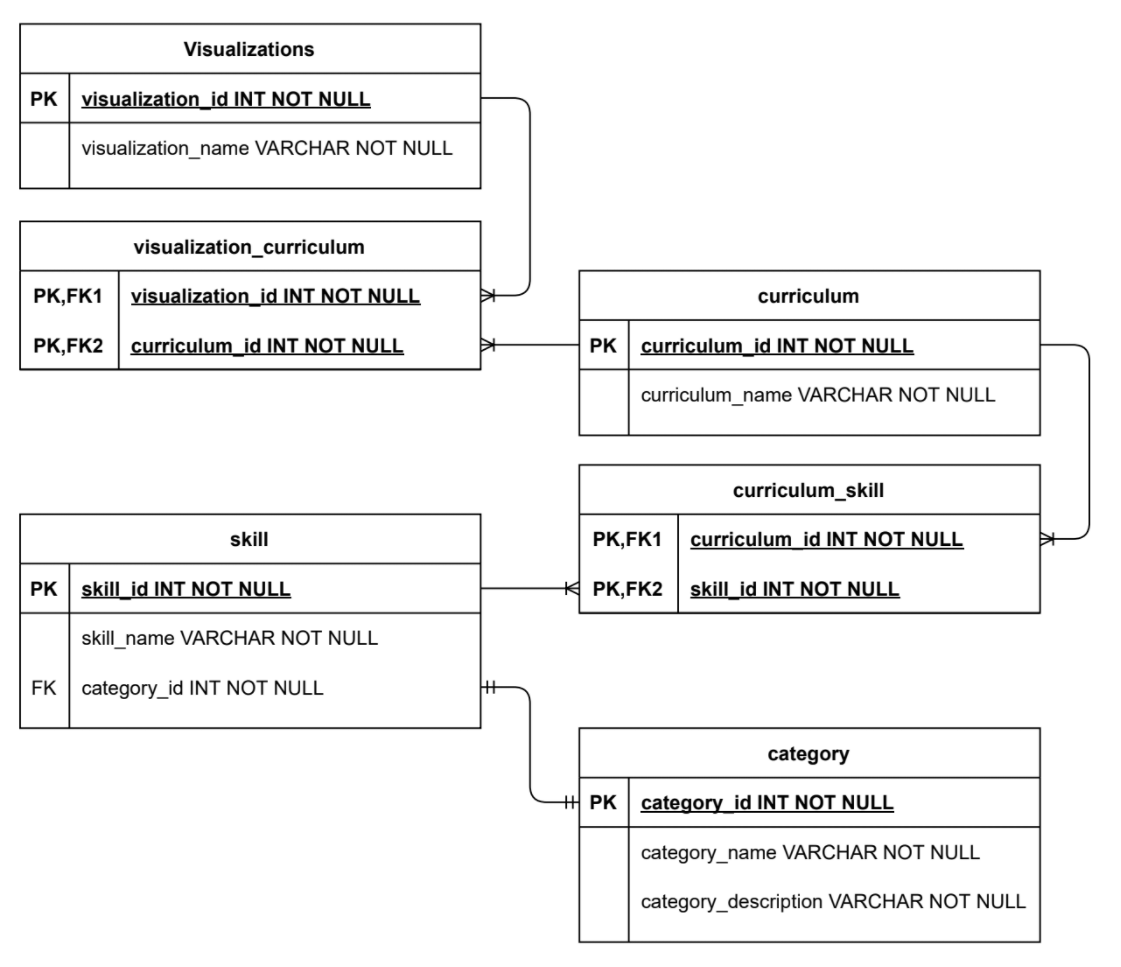 Visualizations
PK visualization_id INT NOT NULL
visualization_name VARCHAR NOT NULL
visualization_curriculum
PK,FK1 visualization_id INT NOT NULL
PK,FK2 curriculum_id INT NOT NULL
curriculum
PK curriculum_id INT NOT NULL
curriculum_name VARCHAR NOT NULL
curriculum_skill
PK,FK1 curriculum_id INT NOT NULL
PK,FK2 skill_id INT NOT NULL
skill
PK skill_id INT NOT NULL
skill_name VARCHAR NOT NULL
FK category_id INT NOT NULL
category
PK category_id INT NOT NULL
category_name VARCHAR NOT NULL
category_description VARCHAR NOT NULL